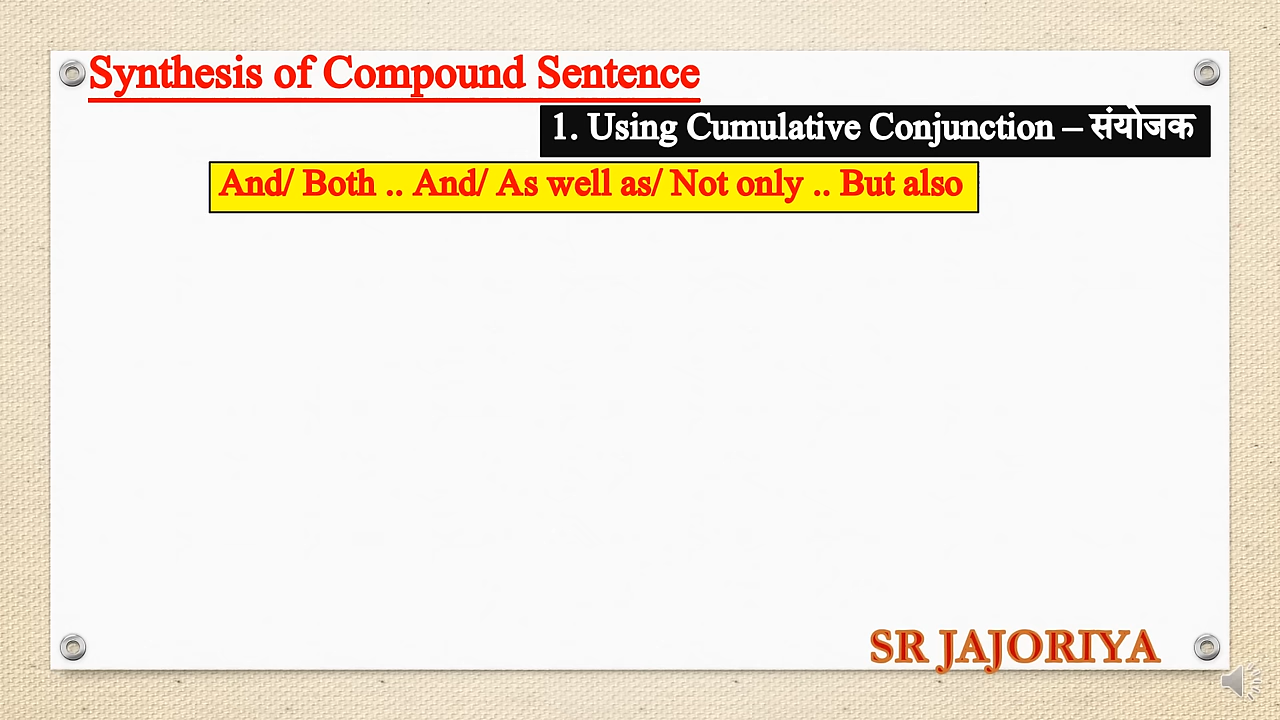 Synthesis of Compound Sentence
1. Using Cumulative Conjunction – संयोजक
And/ Both .. And/ As well as/ Not only .. But also
SR JAJORIYA